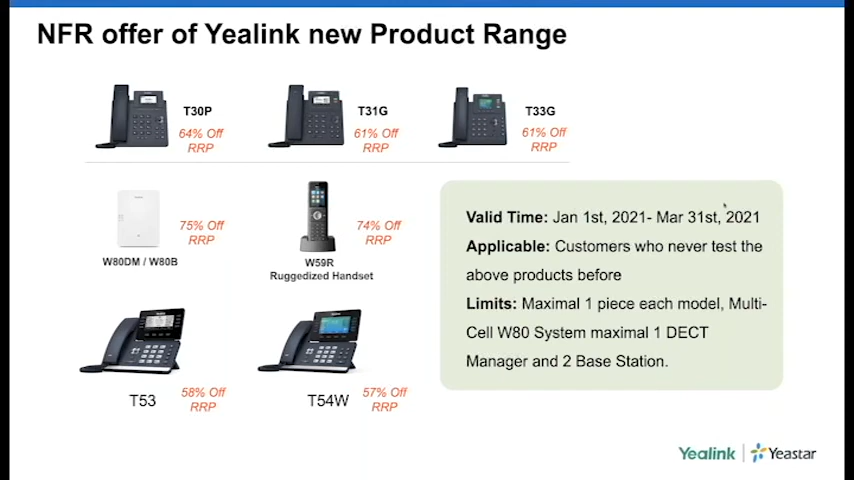 NFR offer of Yealink new Product Range
T30P
64% Off
RRP
T31G
61% Off
RRP
T33G
61% Off
RRP
75% Off
RRP
W80DM / W80B
74% Off
RRP
W59R
Ruggedized Handset
T53
58% Off
RRP
T54W
57% Off
RRP
Valid Time: Jan 1st, 2021- Mar 31st, 2021
Applicable: Customers who never test the
above products before
Limits: Maximal 1 piece each model, Multi-
Cell W80 System maximal 1 DECT
Manager and 2 Base Station.
Yealink | Yeastar